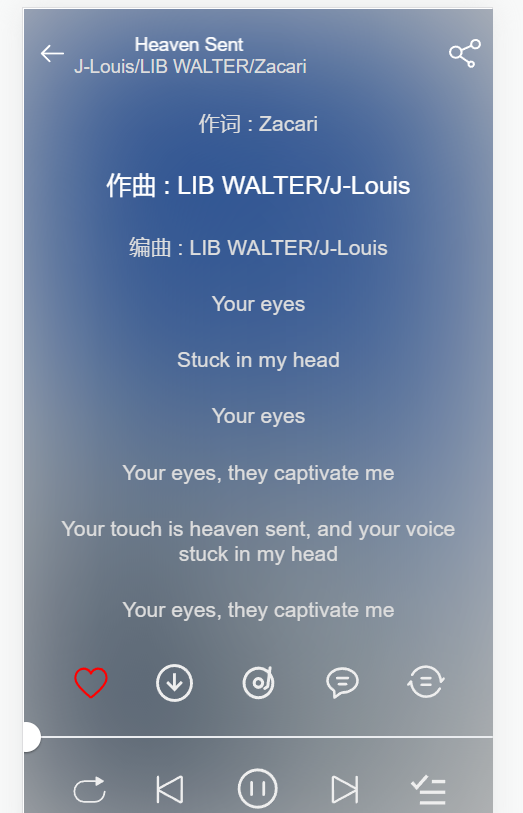 Heaven Sent
J-Louis/LIB WALTER/Zacari
作词 : Zacari
作曲 : LIB WALTER/J-Louis
编曲 : LIB WALTER/J-Louis
Your eyes
Stuck in my head
Your eyes
Your eyes, they captivate me
Your touch is heaven sent, and your voice
stuck in my head
Your eyes, they captivate me